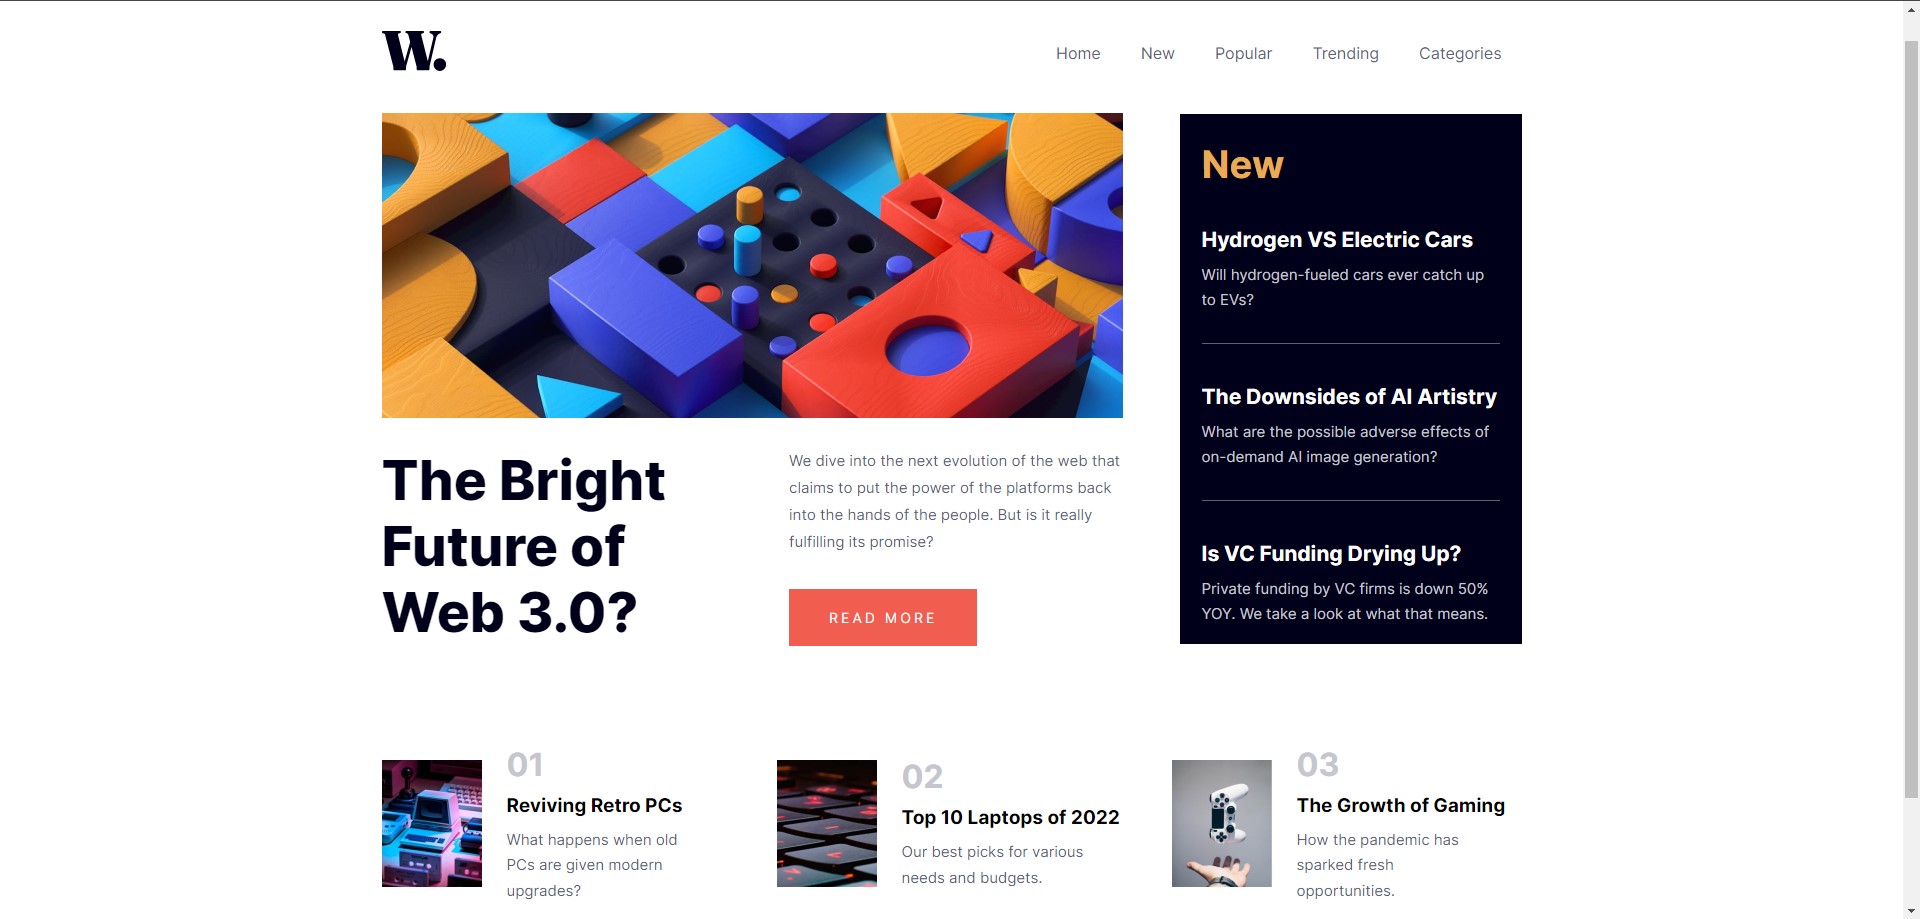 W.
Home New Popular Trending Categories
The Bright
Future of
Web 3.0?
We dive into the next evolution of the web that
claims to put the power of the platforms back
into the hands of the people. But is it really
fulfilling its promise?
READ MORE
New
Hydrogen VS Electric Cars
Will hydrogen-fueled cars ever catch up
to EVs?
The Downsides of AI Artistry
What are the possible adverse effects of
on-demand AI image generation?
Is VC Funding Drying Up?
Private funding by VC firms is down 50%
YOY. We take a look at what that means.
01
Reviving Retro PCs
What happens when old
PCs are given modern
upgrades?
02
Top 10 Laptops of 2022
Our best picks for various
needs and budgets.
03
The Growth of Gaming
How the pandemic has
sparked fresh
opportunities.